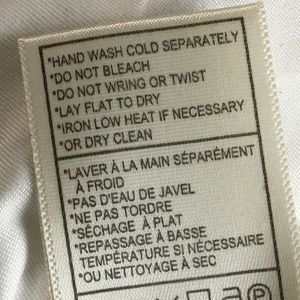 *HAND WASH COLD SEPARATELY
*DO NOT BLEACH
*DO NOT WRING OR TWIST
*LAY FLAT TO DRY
*IRON LOW HEAT IF NECESSARY
*OR DRY CLEAN
*LAVER À LA MAIN SÉPARÉMENT
À FROID
*PAS D'EAU DE JAVEL
*NE PAS TORDRE
*SÉCHAGE À PLAT
*REPASSAGE À BASSE
TEMPÉRATURE SI NÉCESSAIRE
*OU NETTOYAGE À SEC